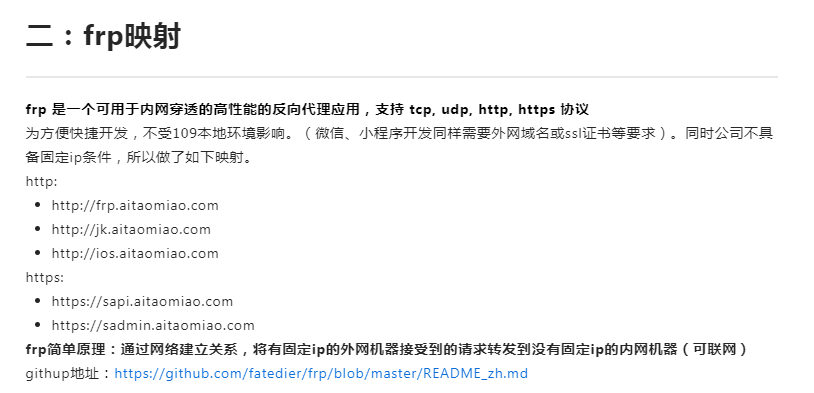 二：frp映射
frp 是一个可用于内网穿透的高性能的反向代理应用，支持 tcp, udp, http, https 协议
为方便快捷开发，不受109本地环境影响。（微信、小程序开发同样需要外网域名或ssl证书等要求）。同时公司不具
备固定ip条件，所以做了如下映射。
http:
• http://frp.aitaomiao.com
• http://jk.aitaomiao.com
• http://ios.aitaomiao.com
https:
• https://sapi.aitaomiao.com
• https://sadmin.aitaomiao.com
frp简单原理：通过网络建立关系，将有固定ip的外网机器接受到的请求转发到没有固定ip的内网机器（可联网）
githup地址：https://github.com/fatedier/frp/blob/master/README_zh.md